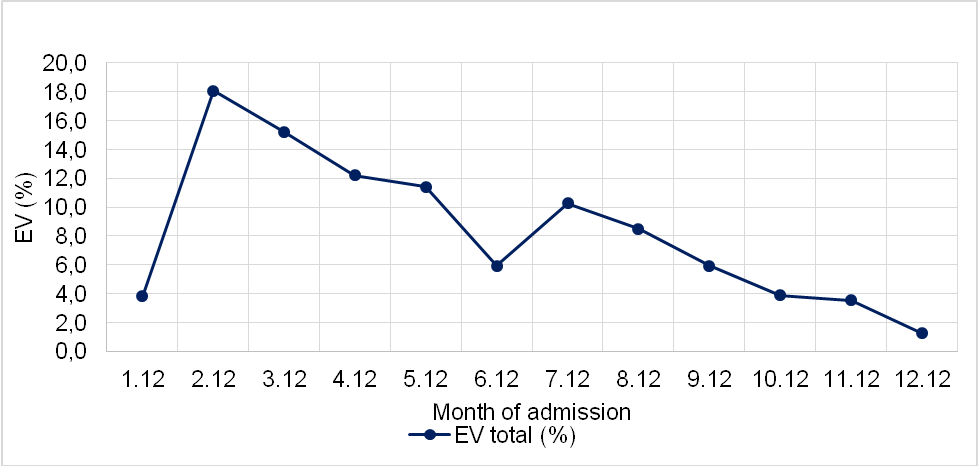 20,0
18,0
16,0
14,0
12,0
10,0
8,0
6,0
4,0
2,0
0,0
EV (%)
1.12 2.12 3.12 4.12 5.12 6.12 7.12 8.12 9.12 10.12 11.12 12.12
Month of admission
EV total (%)